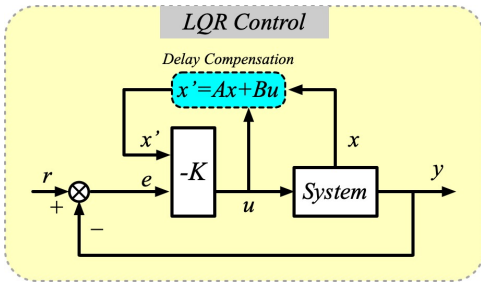 LQR Control
Delay Compensation
x’=Ax+Bu
x’
x
r
e
-K
System
y
+
u
−